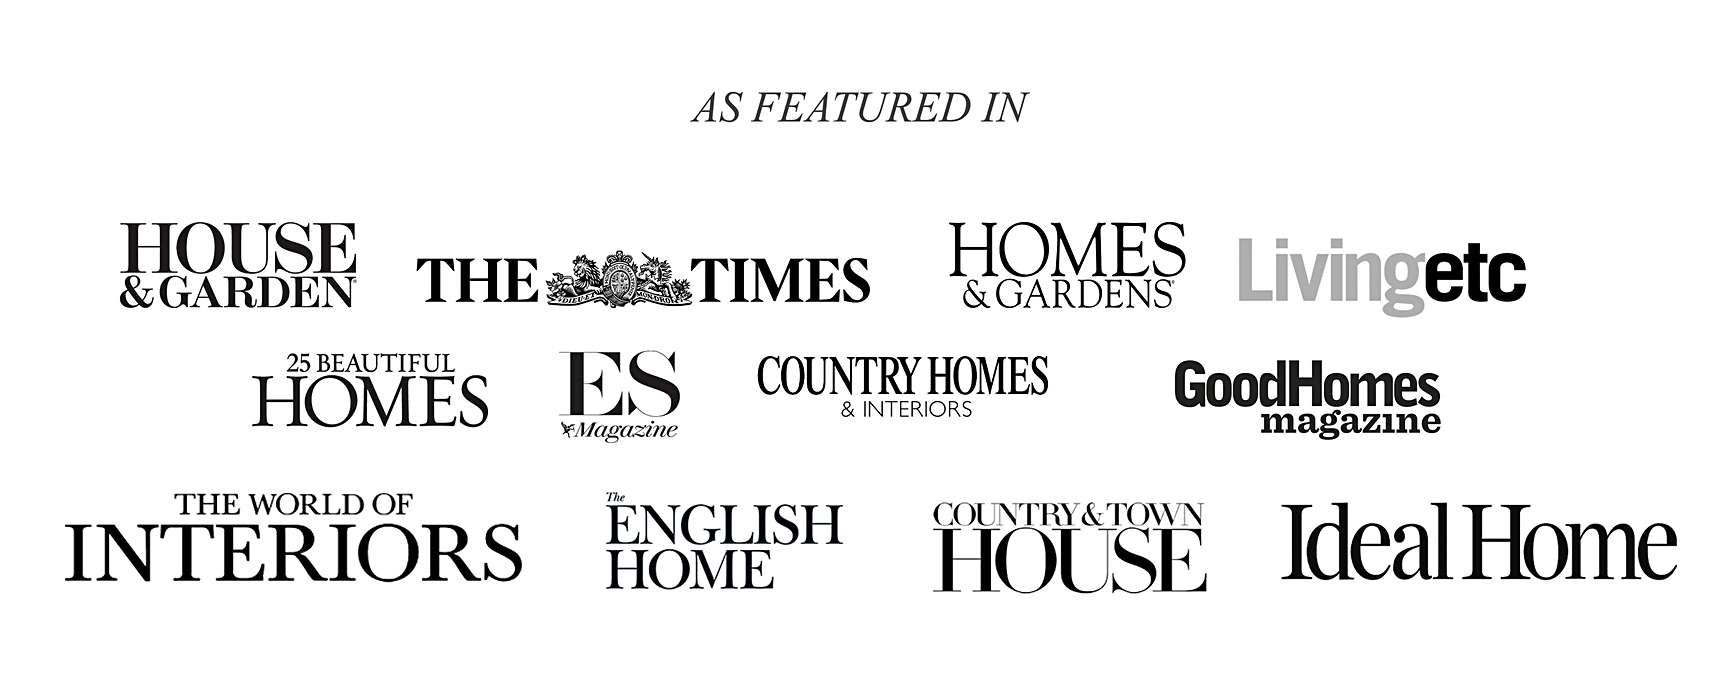 AS FEATURED IN
HOUSE
& GARDEN
THE TIMES
HOMES
& GARDENS
Livingetc
25 BEAUTIFUL
HOMES
ES
Magazine
COUNTRY HOMES
& INTERIORS
GoodHomes
magazine
THE WORLD OF
INTERIORS
The
ENGLISH
HOME
COUNTRY & TOWN
HOUSE
Ideal Home